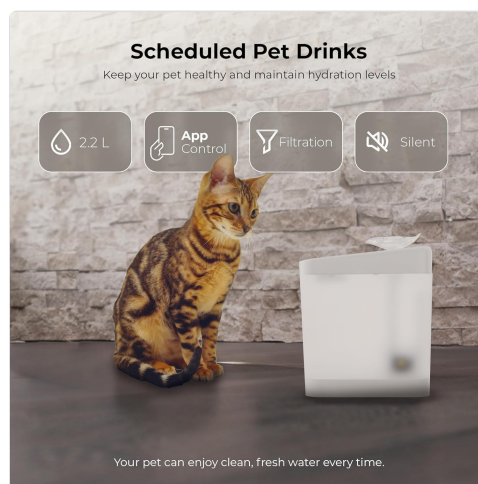 Scheduled Pet Drinks
Keep your pet healthy and maintain hydration levels
2.2 L
App
Control
Filtration
Silent
Your pet can enjoy clean, fresh water every time.